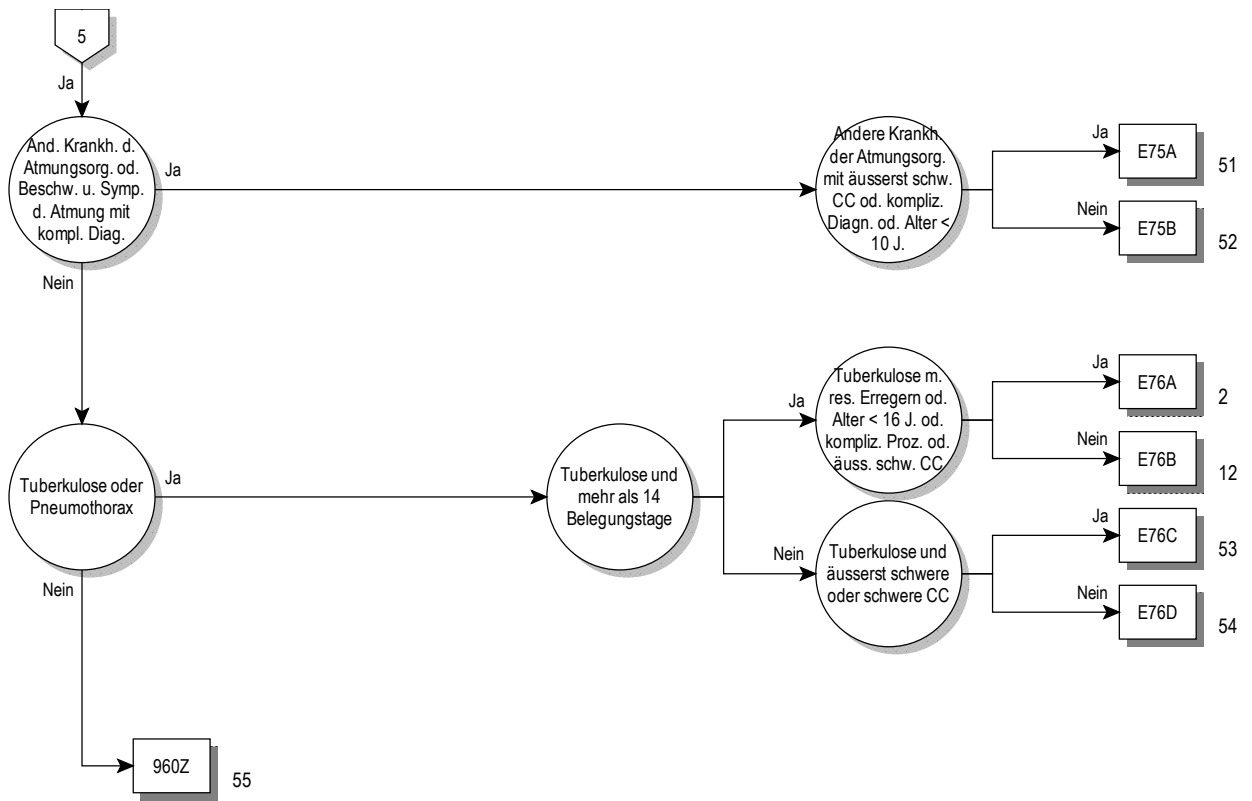 5
Ja
And. Krankh. d.
Atmungsorg. od.
Beschw. u. Symp.
d. Atmung mit
kompl. Diag.
Ja
Andere Krankh.
der Atmungsorg.
mit äusserst schw.
CC od. kompliz.
Diagn. od. Alter <
10 J.
Ja
E75A
51
Nein
E75B
52
Nein
Tuberkulose oder
Pneumothorax
Ja
Tuberkulose und
mehr als 14
Belegungstage
Ja
Tuberkulose m.
res. Erregern od.
Alter < 16 J. od.
kompliz. Proz. od.
äuss. schw. CC
Ja
E76A
2
Nein
E76B
12
Nein
Tuberkulose und
äusserst schwere
oder schwere CC
Ja
E76C
53
Nein
E76D
54
Nein
960Z
55